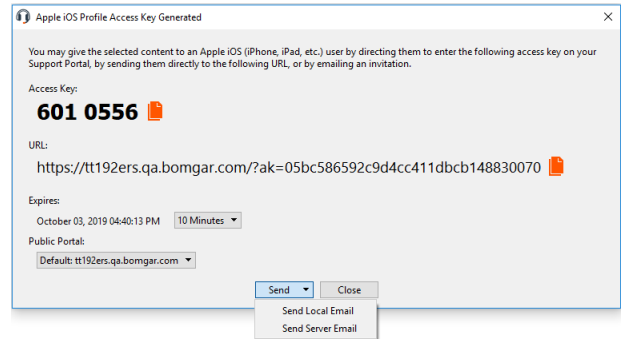 Apple iOS Profile Access Key Generated
You may give the selected content to an Apple iOS (iPhone, iPad, etc.) user by directing them to enter the following access key on your
Support Portal, by sending them directly to the following URL, or by emailing an invitation.
Access Key:
601 0556
URL:
https://tt192ers.qa.bomgar.com/?ak=05bc586592c9d4cc411dbcb148830070
Expires:
October 03, 2019 04:40:13 PM 10 Minutes
Public Portal:
Default: tt192ers.qa.bomgar.com
Send Close
Send Local Email
Send Server Email